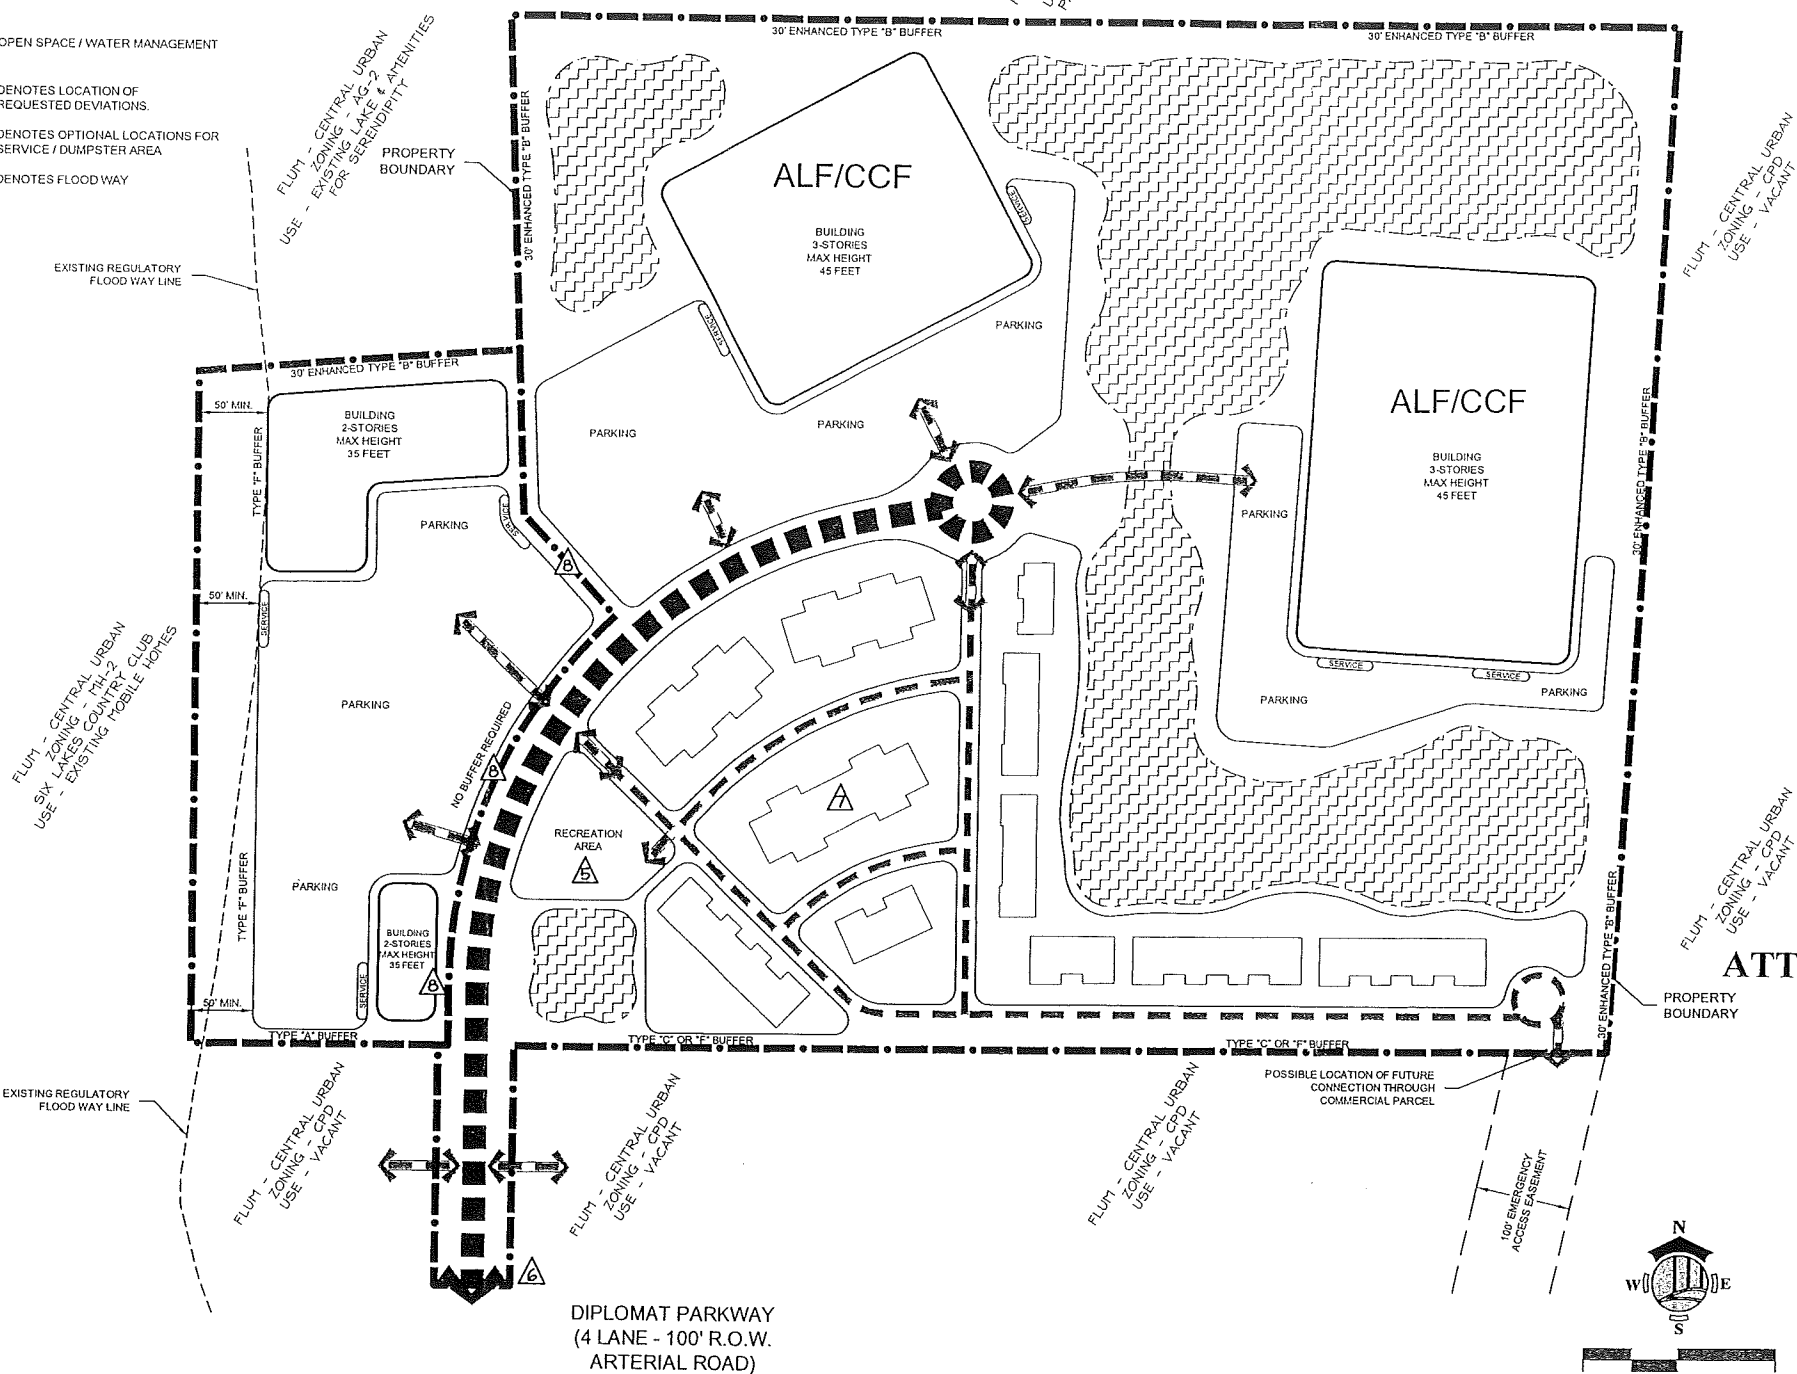 OPEN SPACE / WATER MANAGEMENT
DENOTES LOCATION OF
REQUESTED DEVIATIONS.
DENOTES OPTIONAL LOCATIONS FOR
SERVICE / DUMPSTER AREA
DENOTES FLOOD WAY
FLUM - CENTRAL URBAN
ZONING - AG-2
USE - EXISTING LAKE & AMENITIES
FOR SERENDIPITY
PROPERTY
BOUNDARY
30' ENHANCED TYPE "B" BUFFER
30' ENHANCED TYPE "B" BUFFER
30' ENHANCED TYPE "B" BUFFER
ALF/CCF
BUILDING
3-STORIES
MAX HEIGHT
45 FEET
SERVICE
SERVICE
PARKING
FLUM - CENTRAL URBAN
ZONING - CPD
USE - VACANT
EXISTING REGULATORY
FLOOD WAY LINE
30' ENHANCED TYPE "B" BUFFER
50' MIN.
TYPE "F" BUFFER
BUILDING
2-STORIES
MAX HEIGHT
35 FEET
PARKING
PARKING
PARKING
SERVICE
ALF/CCF
BUILDING
3-STORIES
MAX HEIGHT
45 FEET
30' ENHANCED TYPE "B" BUFFER
PARKING
8
50' MIN.
SERVICE
FLUM - CENTRAL URBAN
ZONING - MH-2
SIX LAKES COUNTRY CLUB
USE - EXISTING MOBILE HOMES
PARKING
NO BUFFER REQUIRED
8
SERVICE
SERVICE
PARKING
PARKING
7
RECREATION
AREA
5
PARKING
TYPE "F" BUFFER
BUILDING
2-STORIES
MAX HEIGHT
35 FEET
8
SERVICE
50' MIN.
TYPE "A" BUFFER
TYPE "C" OR "F" BUFFER
TYPE "C" OR "F" BUFFER
30' ENHANCED TYPE "B" BUFFER
FLUM - CENTRAL URBAN
ZONING - CPD
USE - VACANT
ATT
PROPERTY
BOUNDARY
POSSIBLE LOCATION OF FUTURE
CONNECTION THROUGH
COMMERCIAL PARCEL
EXISTING REGULATORY
FLOOD WAY LINE
FLUM - CENTRAL URBAN
ZONING - CPD
USE - VACANT
FLUM - CENTRAL URBAN
ZONING - CPD
USE - VACANT
FLUM - CENTRAL URBAN
ZONING - CPD
USE - VACANT
100' EMERGENCY
ACCESS EASEMENT
6
DIPLOMAT PARKWAY
(4 LANE - 100' R.O.W.
ARTERIAL ROAD)
N
W E
S